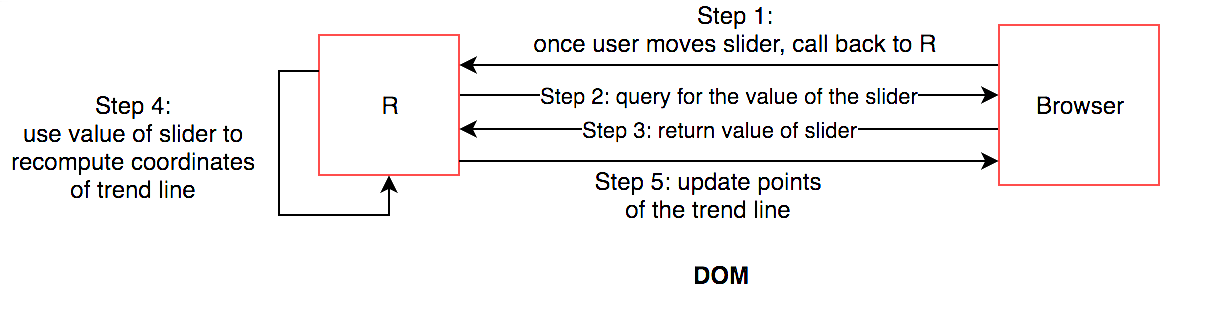 Step 1:
once user moves slider, call back to R
R
Step 2: query for the value of the slider
Browser
Step 3: return value of slider
Step 4:
use value of slider to
recompute coordinates
of trend line
Step 5: update points
of the trend line
DOM